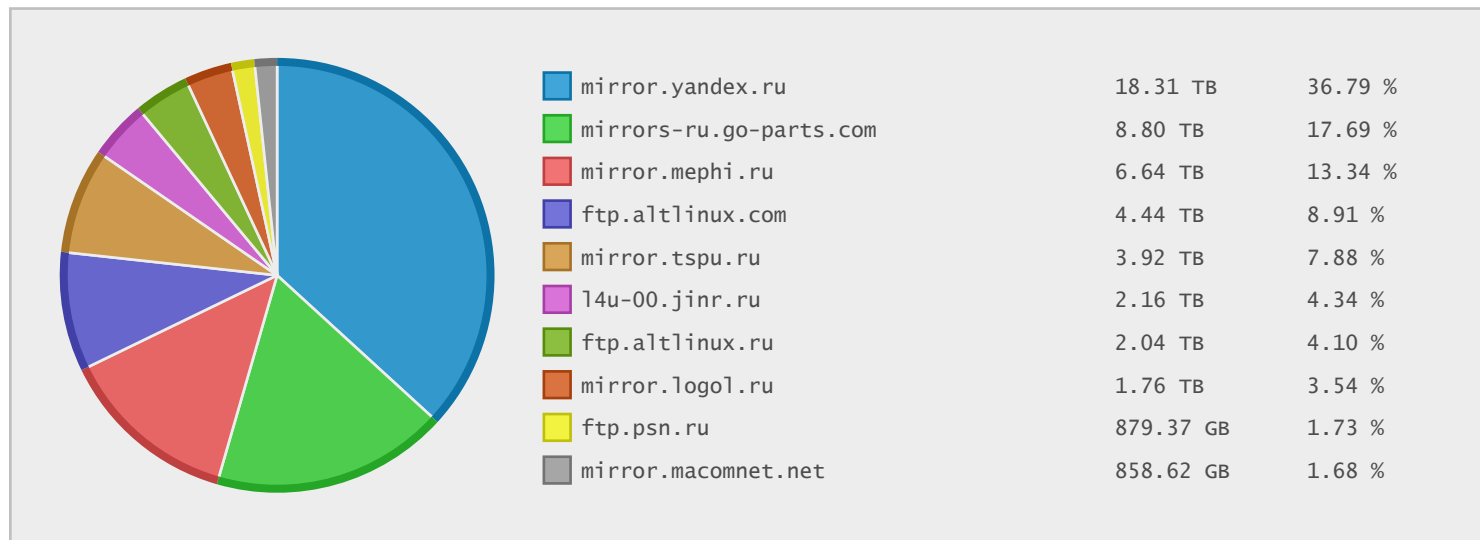 mirror.yandex.ru 18.31 TB 36.79 %
mirrors-ru.go-parts.com 8.80 TB 17.69 %
mirror.mephi.ru 6.64 TB 13.34 %
ftp.altlinux.com 4.44 TB 8.91 %
mirror.tspu.ru 3.92 TB 7.88 %
l4u-00.jinr.ru 2.16 TB 4.34 %
ftp.altlinux.ru 2.04 TB 4.10 %
mirror.logol.ru 1.76 TB 3.54 %
ftp.psn.ru 879.37 GB 1.73 %
mirror.macomnet.net 858.62 GB 1.68 %